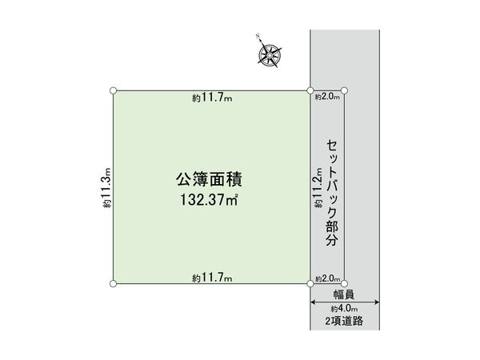 S
約11.7m
約2.0m
約11.3m
公簿面積
132.37㎡
約11.2m
セットバック部分
約11.7m
約2.0m
幅員
約4.0m
2項道路